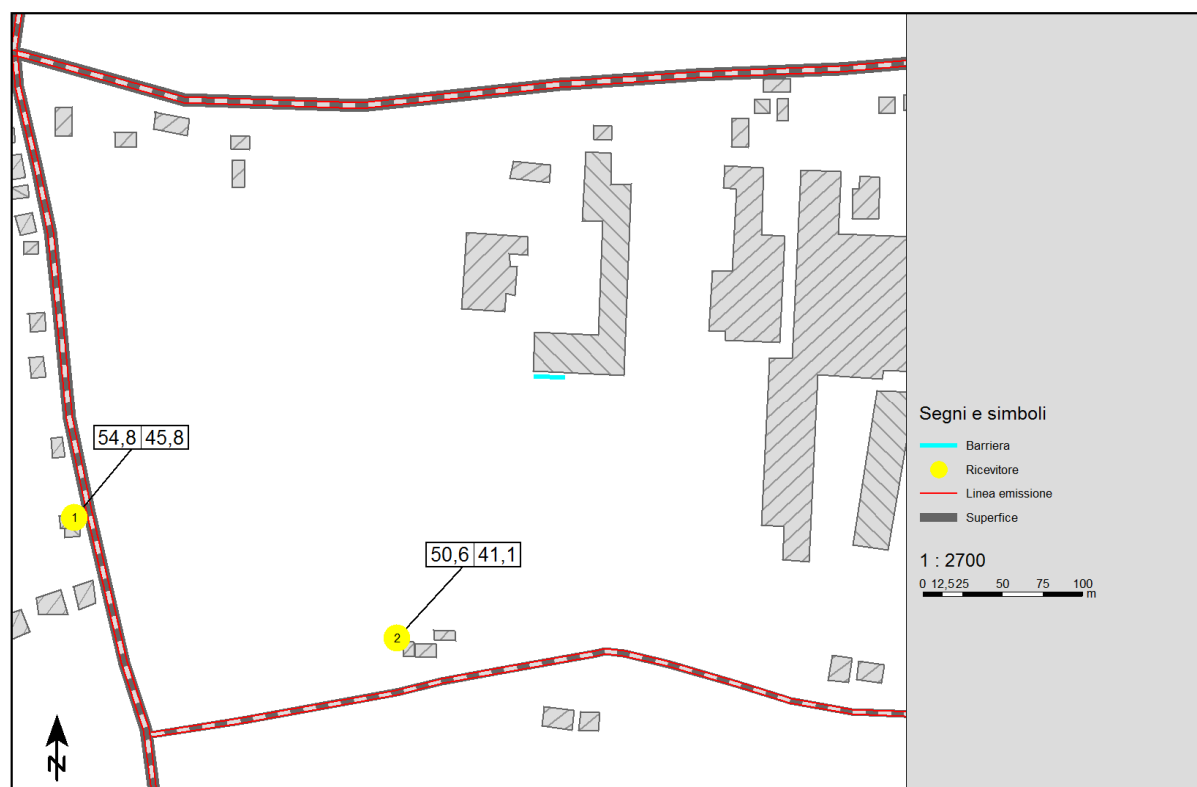 54,8 45,8
1
50,6 41,1
2
N
Segni e simboli
Barriera
Ricevitore
Linea emissione
Superfice
1 : 2700
0 12,525 50 75 100
m